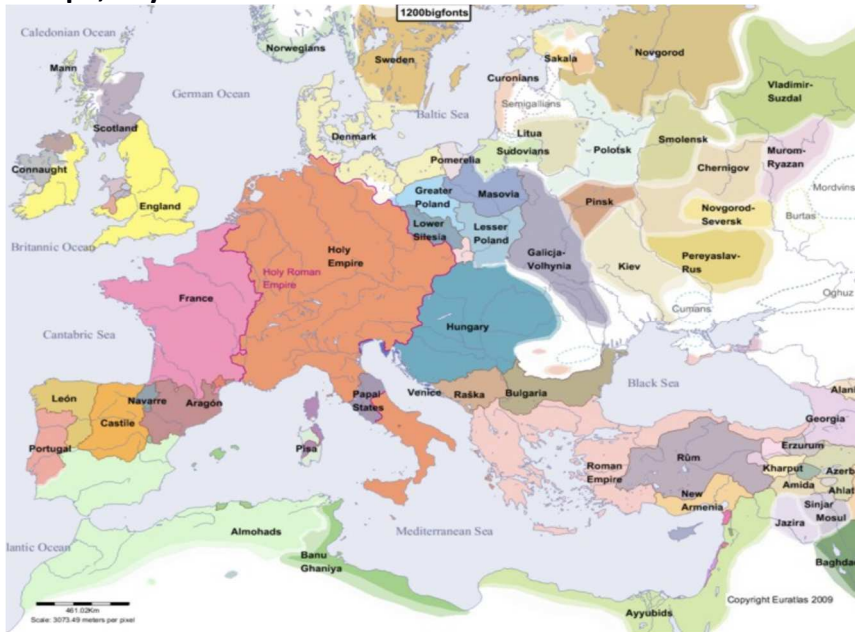 1200bigfonts
Caledonian Ocean
Norwegians
Novgorod
Sweden
Sakala
Mann
Curonians
Vladimir-
Suzdal
German Ocean
Semigallians
Baltic Sea
Scotland
Litua
Denmark
Smolensk
Murom-
Ryazan
Sudovians
Polotsk
Pomerelia
Connaught
Chernigov
Mordvins
Greater
Poland
Masovia
Pinsk
England
Novgorod-
Seversk
Burtas
Lower
Silesia
Lesser
Poland
Britannic Ocean
Holy
Empire
Galicja-
Volhynia
Kiev
Pereyaslav-
Rus
Holy Roman
Empire
France
Oghuz
Cumans
Hungary
Cantabric Sea
Black Sea
León
Navarre
Aragón
Papal
States
Venice
Raška
Bulgaria
Alani
Castile
Georgia
Portugal
Pisa
Erzurum
Roman
Empire
Rûm
Kharput
Azerb
New
Armenia
Amida
Ahlat
Sinjar
Mosul
Jazira
Almohads
Mediterranean Sea
lantic Ocean
Banu
Ghaniya
Baghdad
461.02Km
Scale: 3073.49 meters per pixel
Ayyubids
Copyright Euratlas 2009